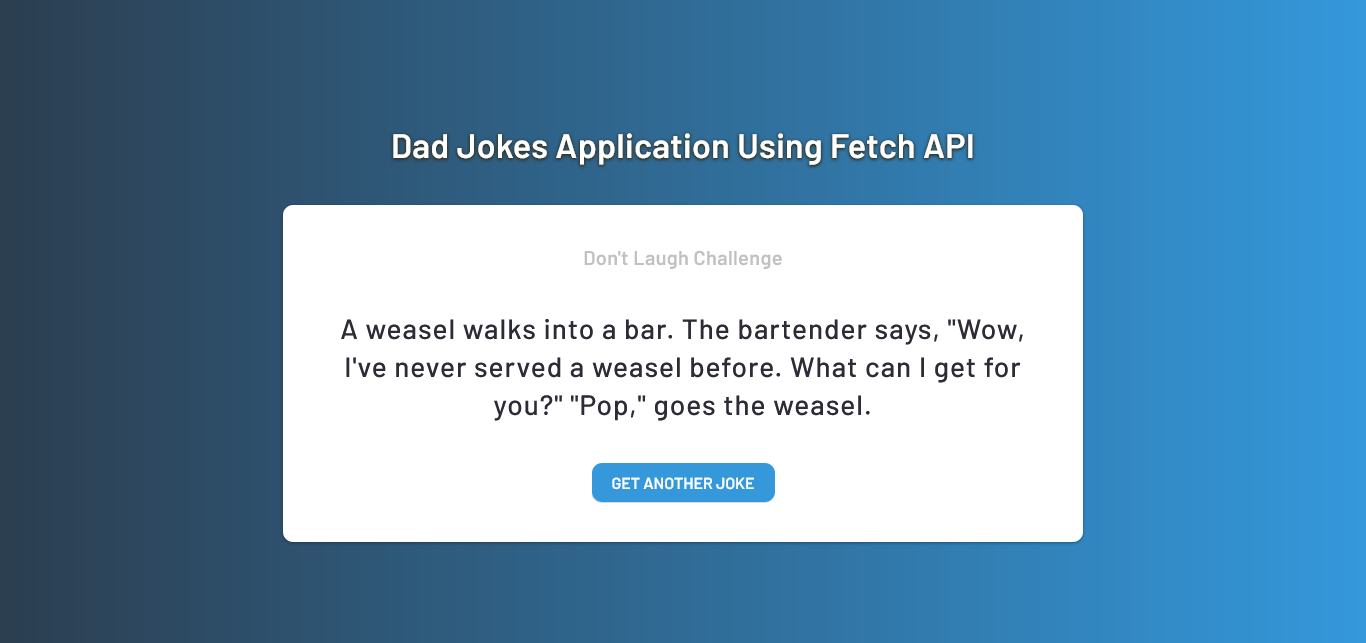 Dad Jokes Application Using Fetch API
Don't Laugh Challenge
A weasel walks into a bar. The bartender says, "Wow,
I've never served a weasel before. What can I get for
you?" "Pop," goes the weasel.
GET ANOTHER JOKE